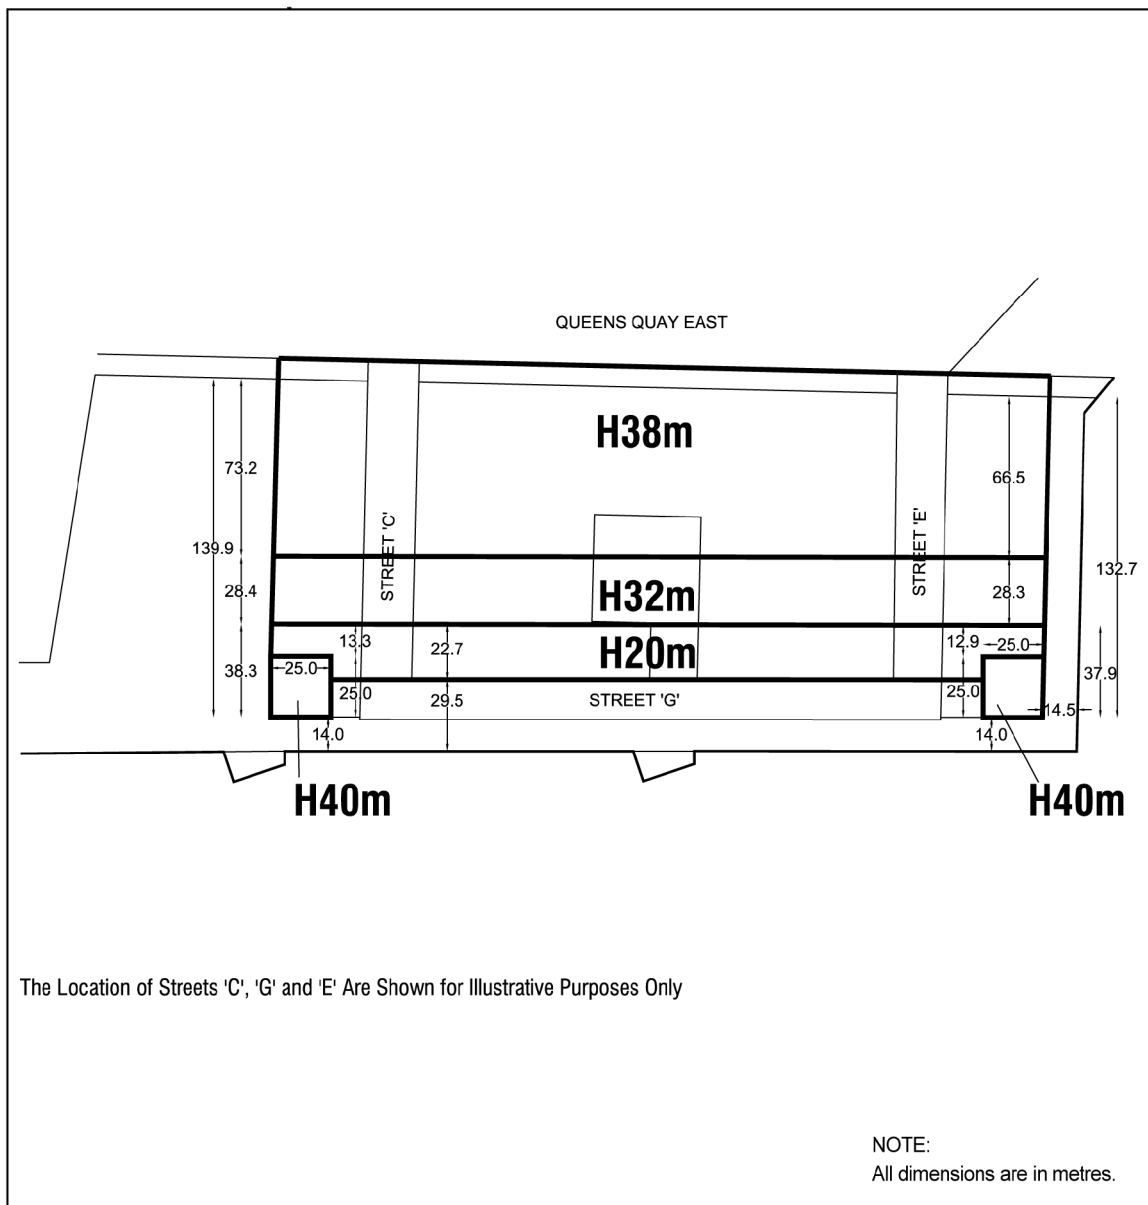 QUEENS QUAY EAST
H38m
73.2
66.5
STREET 'C'
STREET 'E'
139.9
132.7
28.4
H32m
28.3
13.3
22.7
H20m
12.9
25.0
38.3
25.0
25.0
29.5
STREET 'G'
25.0
37.9
14.5
14.0
14.0
H40m
H40m
The Location of Streets 'C', 'G' and 'E' Are Shown for Illustrative Purposes Only
NOTE:
All dimensions are in metres.